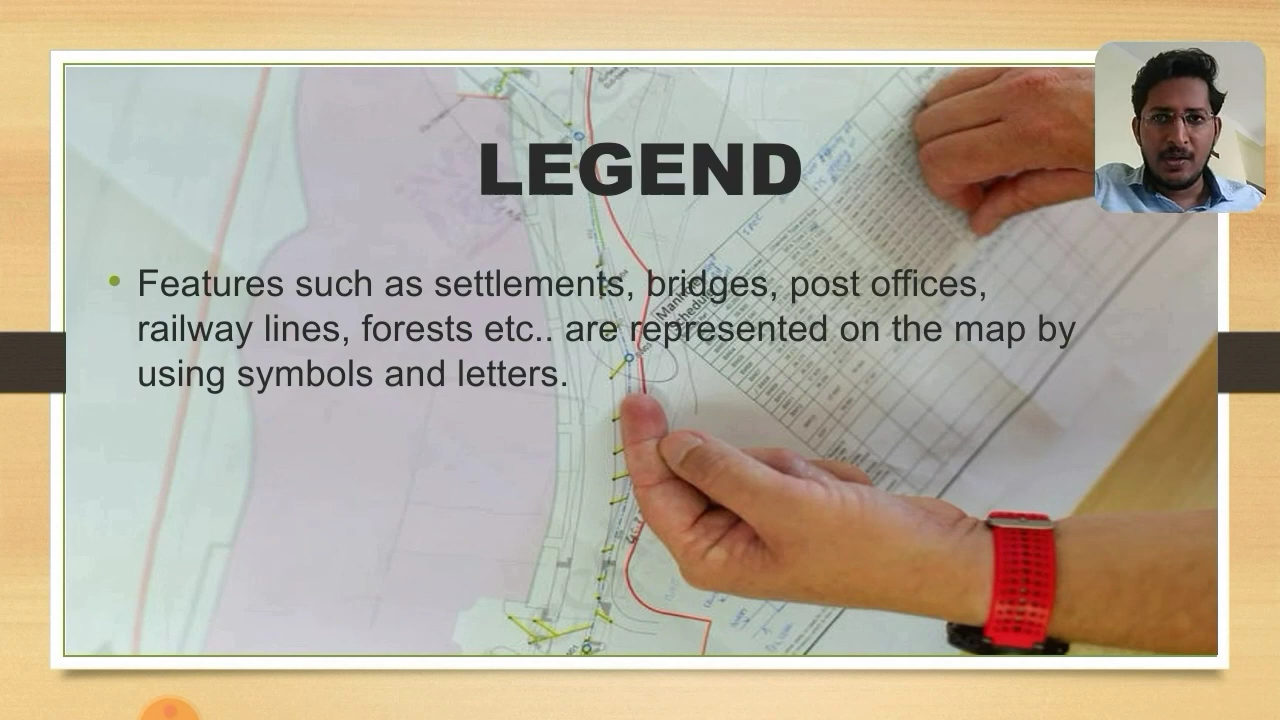 LEGEND
Features such as settlements, bridges, post offices,
railway lines, forests etc.. are represented on the map by
using symbols and letters.